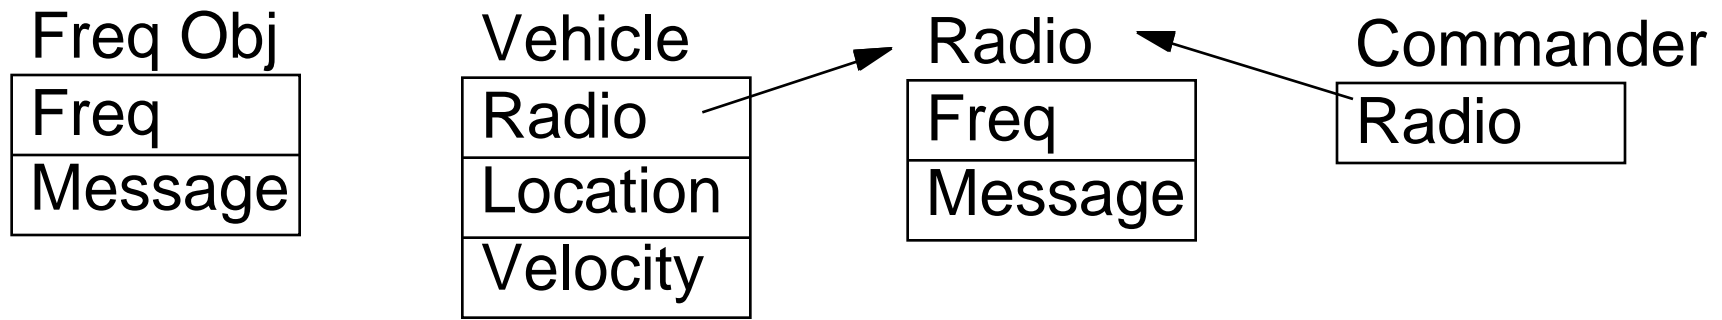 Freq Obj
Freq
Message
Vehicle
Radio
Location
Velocity
Radio
Freq
Message
Commander
Radio